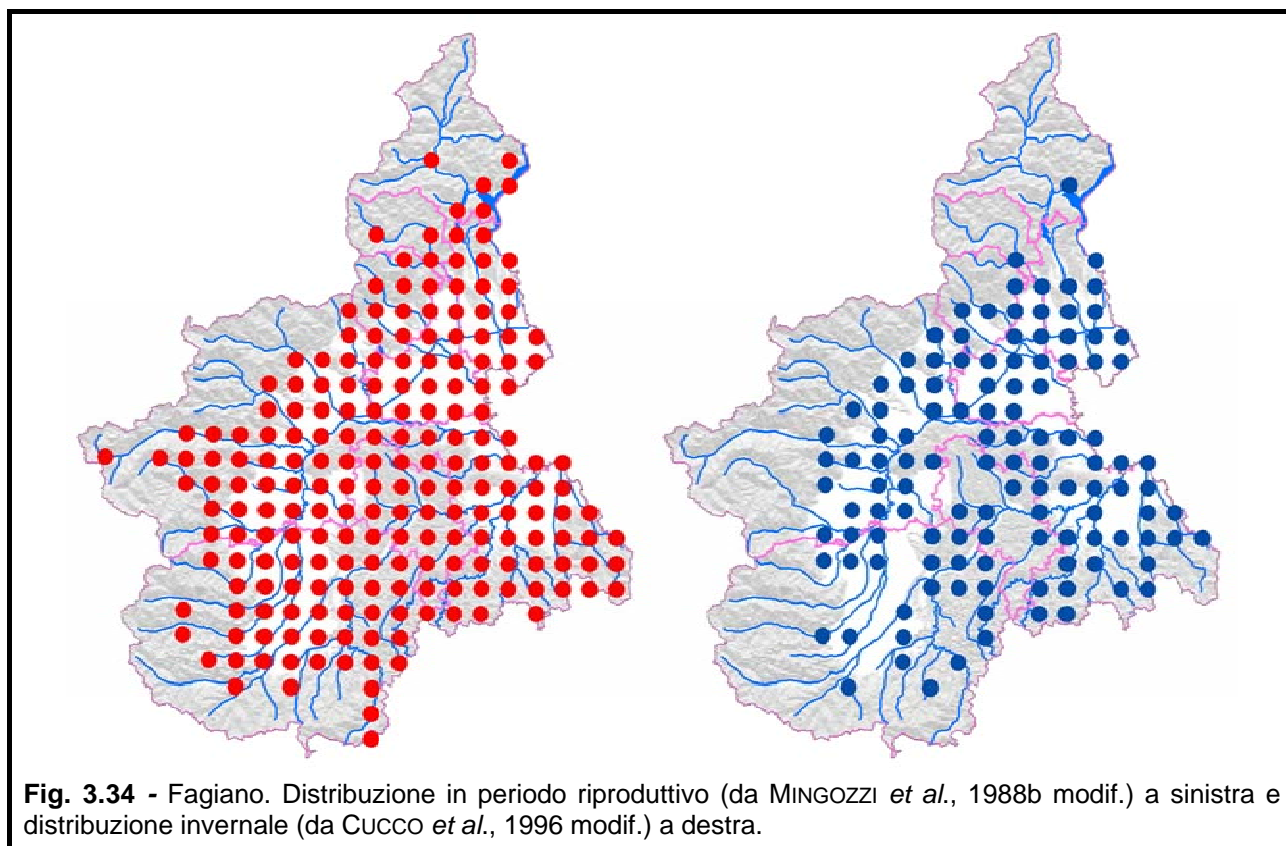 Fig. 3.34 - Fagiano. Distribuzione in periodo riproduttivo (da MINGOZZI et al., 1988b modif.) a sinistra e
distribuzione invernale (da CUCCO et al., 1996 modif.) a destra.